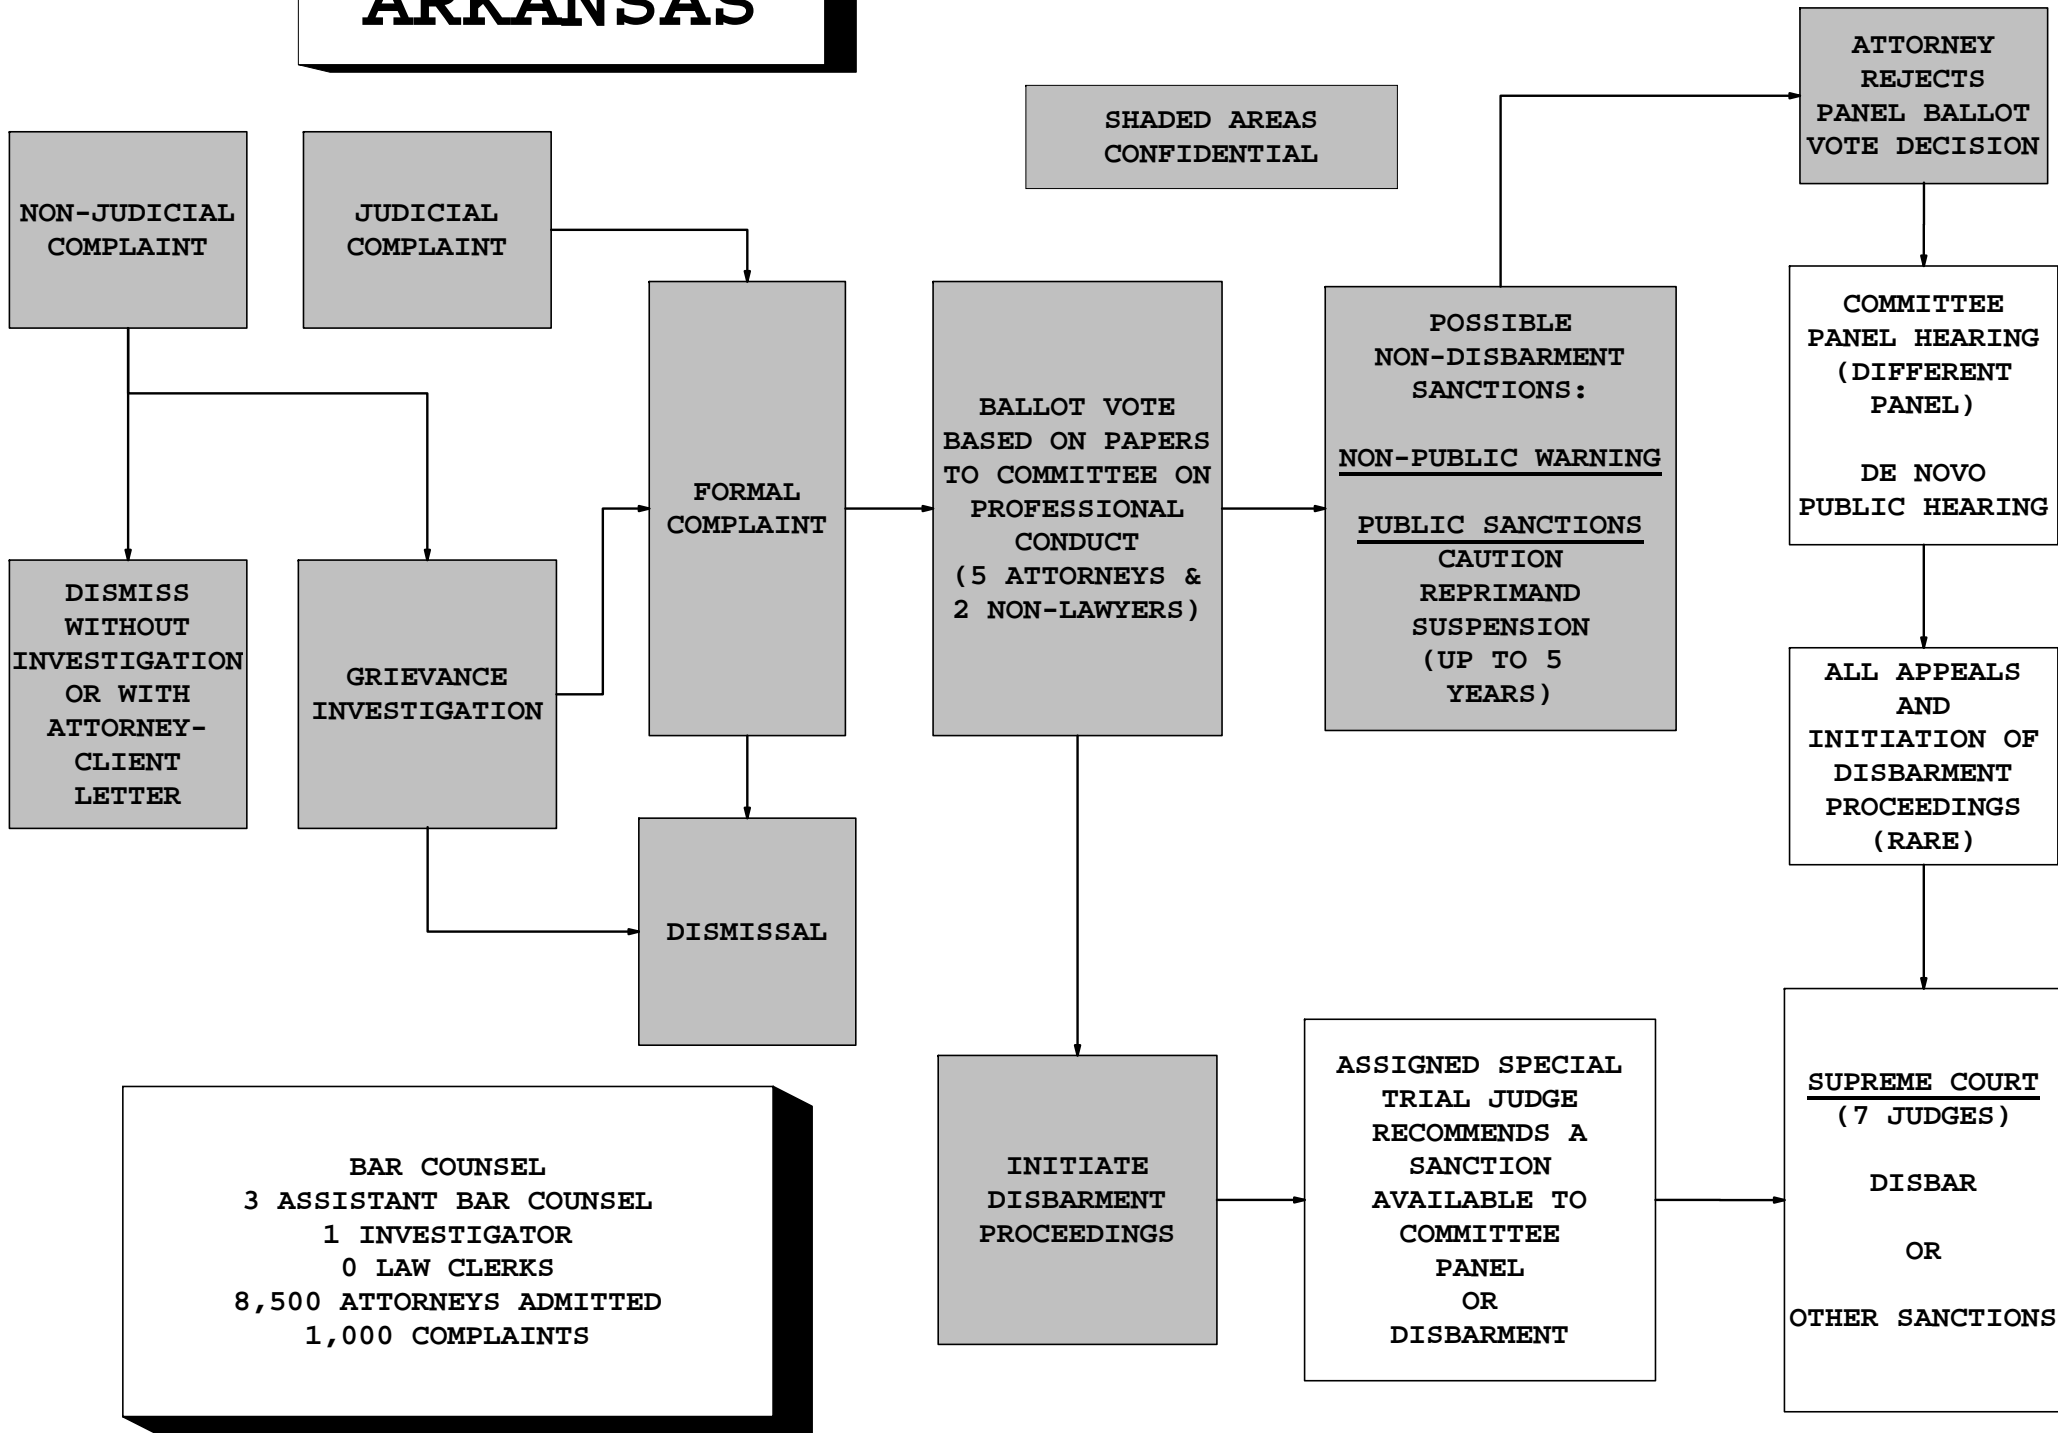 ARKANSAS
SHADED AREAS
CONFIDENTIAL
ATTORNEY
REJECTS
PANEL BALLOT
VOTE DECISION
NON-JUDICIAL
COMPLAINT
JUDICIAL
COMPLAINT
FORMAL
COMPLAINT
BALLOT VOTE
BASED ON PAPERS
TO COMMITTEE ON
PROFESSIONAL
CONDUCT
(5 ATTORNEYS &
2 NON-LAWYERS)
POSSIBLE
NON-DISBARMENT
SANCTIONS:
NON-PUBLIC WARNING
PUBLIC SANCTIONS
CAUTION
REPRIMAND
SUSPENSION
(UP TO 5
YEARS)
COMMITTEE
PANEL HEARING
(DIFFERENT
PANEL)
DE NOVO
PUBLIC HEARING
DISMISS
WITHOUT
INVESTIGATION
OR WITH
ATTORNEY-
CLIENT
LETTER
GRIEVANCE
INVESTIGATION
ALL APPEALS
AND
INITIATION OF
DISBARMENT
PROCEEDINGS
(RARE)
DISMISSAL
INITIATE
DISBARMENT
PROCEEDINGS
ASSIGNED SPECIAL
TRIAL JUDGE
RECOMMENDS A
SANCTION
AVAILABLE TO
COMMITTEE
PANEL
OR
DISBARMENT
SUPREME COURT
(7 JUDGES)
DISBAR
OR
OTHER SANCTIONS
BAR COUNSEL
3 ASSISTANT BAR COUNSEL
1 INVESTIGATOR
0 LAW CLERKS
8,500 ATTORNEYS ADMITTED
1,000 COMPLAINTS